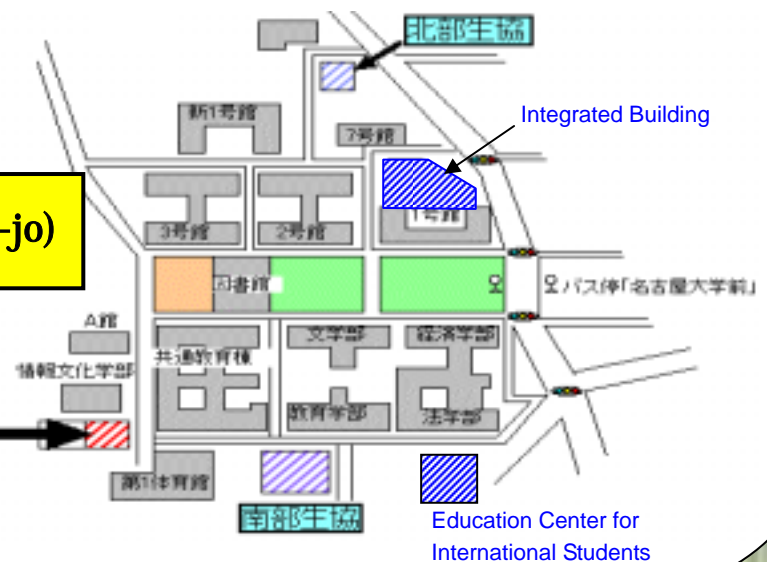 北部生協
Integrated Building
新1号館
7号館
-jo)
3号館
2号館
1号館
図書館
バス停「名古屋大学前」
A館
情報文化学部
共通教育棟
文学部
経済学部
教育学部
法学部
第1体育館
南部生協
Education Center for
International Students